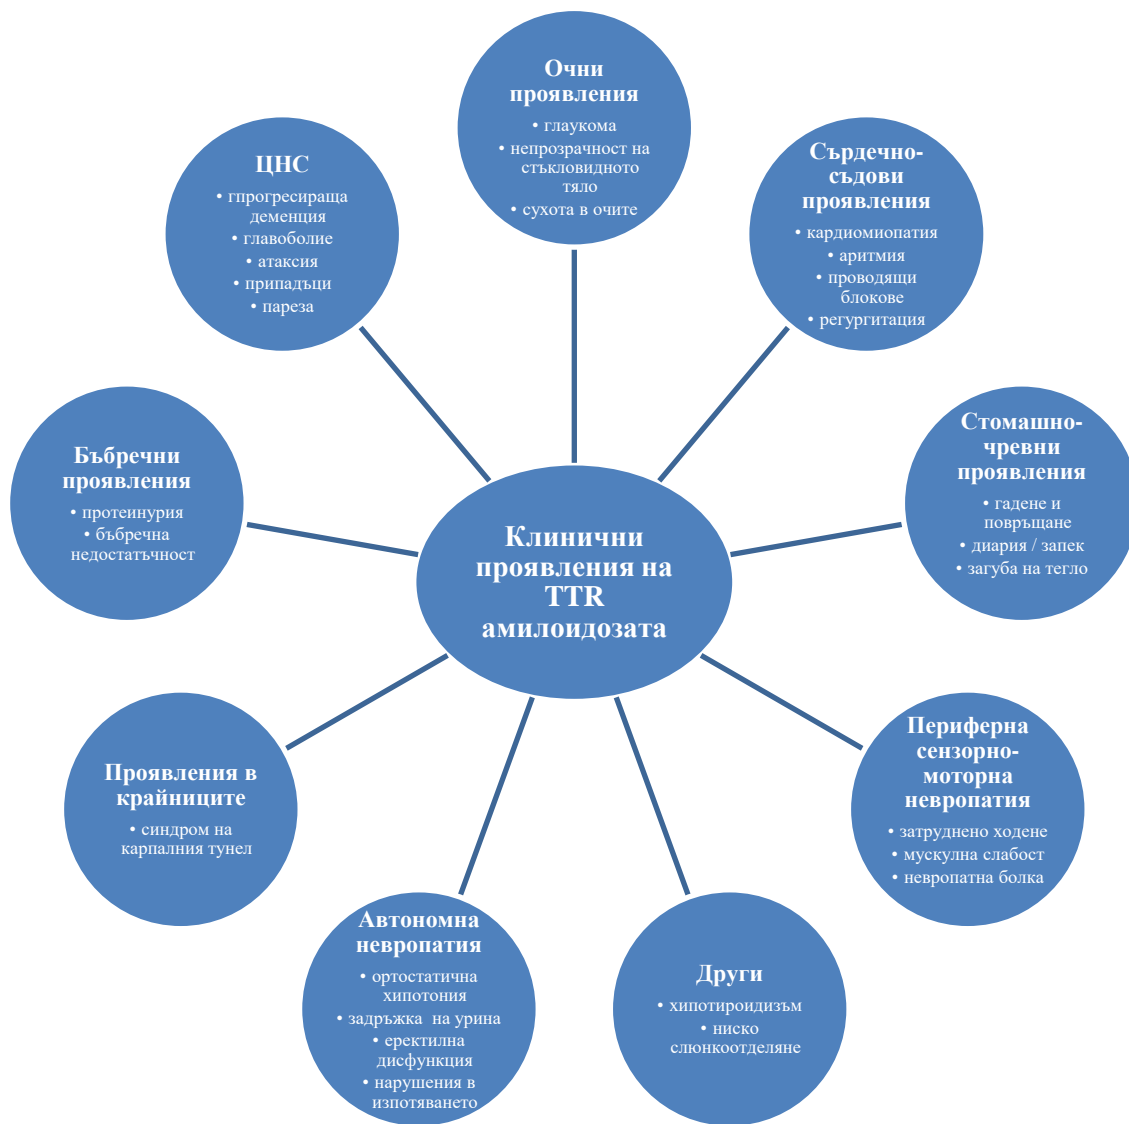 Очни
проявления
• глаукома
• непрозрачност на
стъкловидното
тяло
• сухота в очите
Сърдечно-
съдови
проявления
• кардиомиопатия
• аритмия
• проводящи
блокове
• регургитация
Стомашно-
чревни
проявления
• гадене и
повръщане
• диария / запек
• загуба на тегло
Периферна
сензорно-
моторна
невропатия
• затруднено ходене
• мускулна слабост
• невропатна болка
Други
• хипотироидизъм
• ниско
слюнкоотделяне
Автономна
невропатия
• ортостатична
хипотония
• задръжка  на урина
• еректилна
дисфункция
• нарушения в
изпотяването
Проявления в
крайниците
• синдром на
карпалния тунел
Бъбречни
проявления
• протеинурия
• бъбречна
недостатъчност
ЦНС
• гпрогресираща
деменция
• главоболие
• атаксия
• припадъци
• пареза
Клинични
проявления на
TTR
амилоидозата